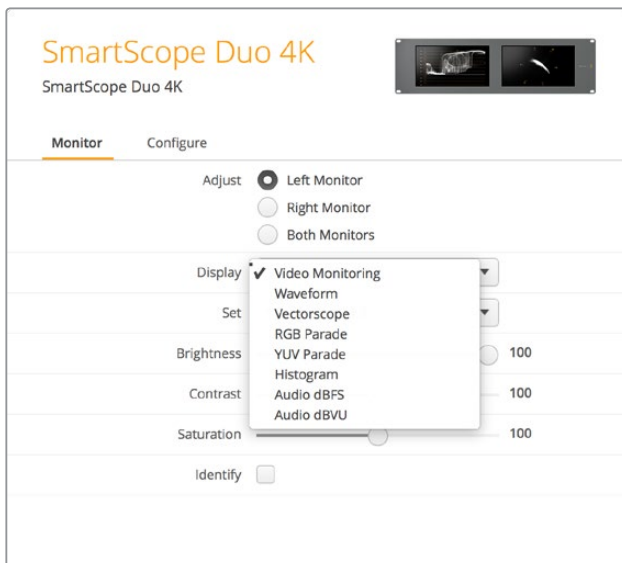 SmartScope Duo 4K
SmartScope Duo 4K
Monitor Configure
Adjust Left Monitor
Right Monitor
Both Monitors
Display ✓ Video Monitoring
Waveform
Set Vectorscope
RGB Parade
Brightness YUV Parade 100
Histogram
Contrast Audio dBFS 100
Audio dBVU
Saturation 100
Identify